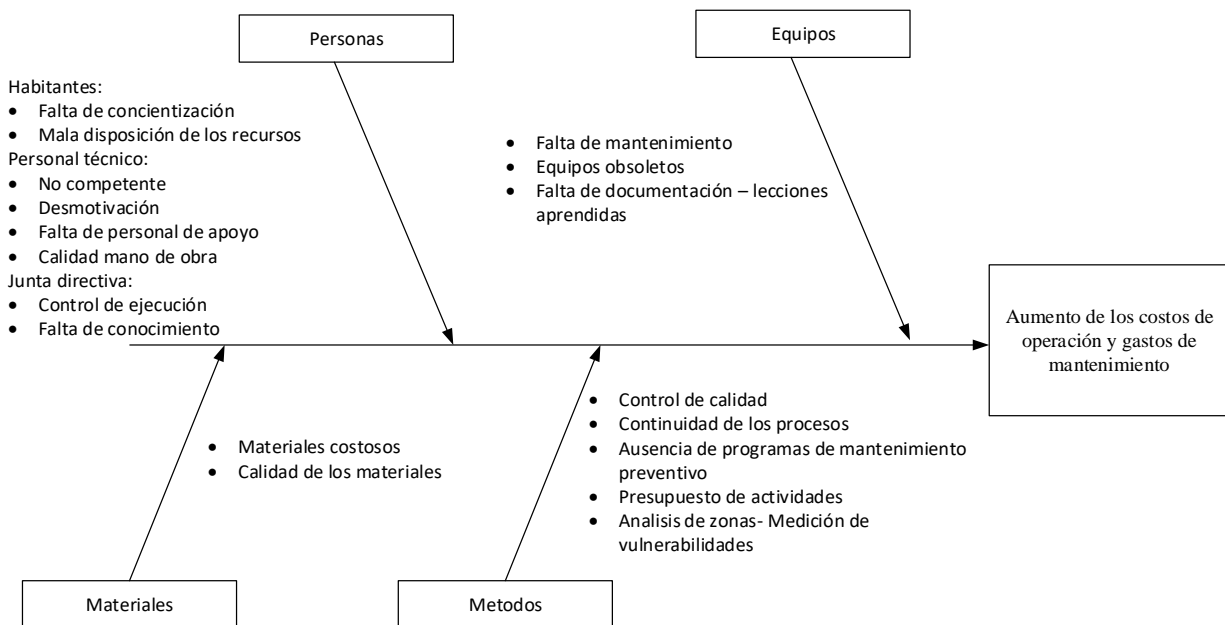 Personas
Equipos
Habitantes:
• Falta de concientización
• Mala disposición de los recursos
Personal técnico:
• No competente
• Desmotivación
• Falta de personal de apoyo
• Calidad mano de obra
Junta directiva:
• Control de ejecución
• Falta de conocimiento
• Falta de mantenimiento
• Equipos obsoletos
• Falta de documentación – lecciones
aprendidas
Aumento de los costos de
operación y gastos de
mantenimiento
• Materiales costosos
• Calidad de los materiales
• Control de calidad
• Continuidad de los procesos
• Ausencia de programas de mantenimiento
preventivo
• Presupuesto de actividades
• Analisis de zonas- Medición de
vulnerabilidades
Materiales
Metodos